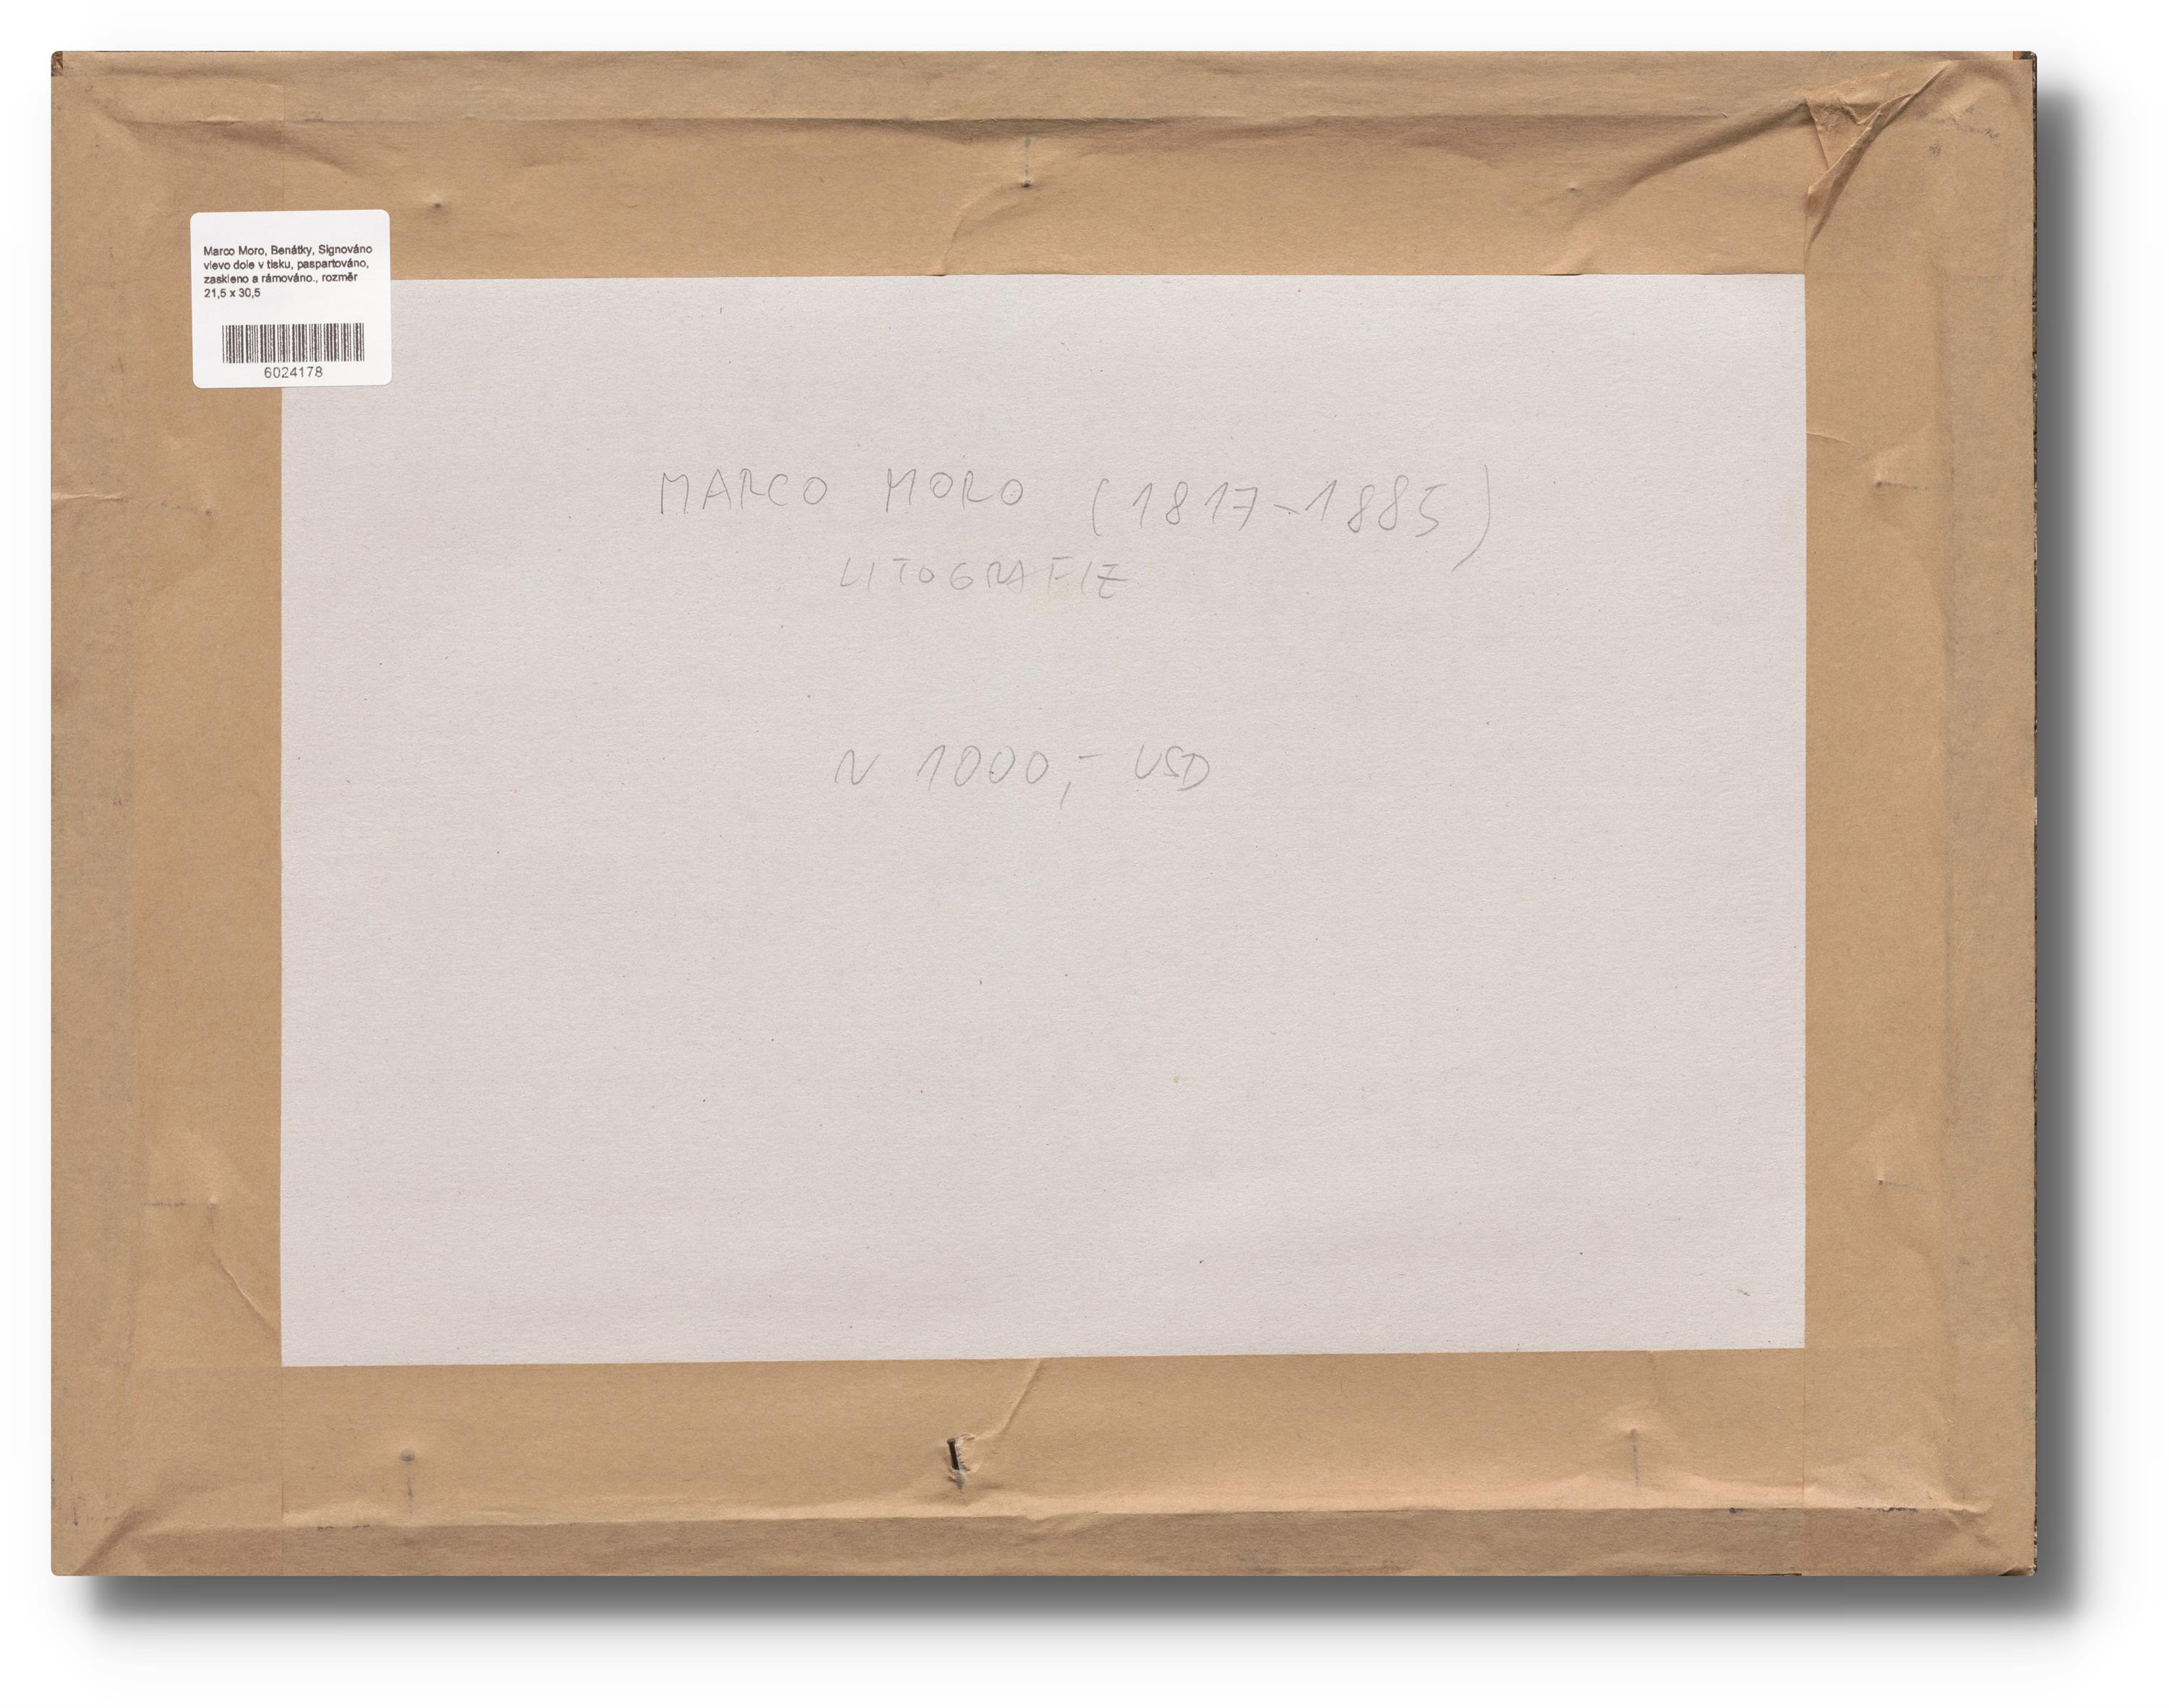 Marco Moro, Benátky, Signováno
vlevo dole v tisku, paspartováno,
zaskleno a rámováno., rozměr
21,5 x 30,5
6024178
MARCO MORO (1817-1885)
LITOGRAFIE
~ 1000,- USD